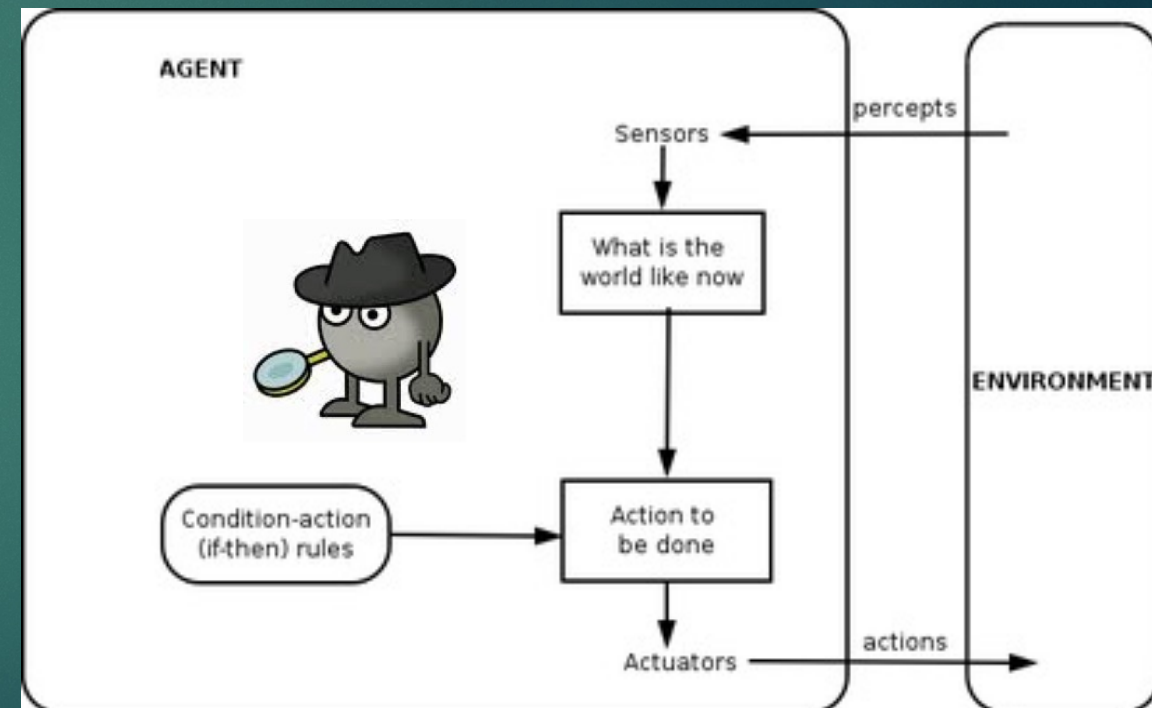 AGENT
percepts
Sensors
What is the
world like now
ENVIRONMENT
Condition-action
(if-then) rules
Action to
be done
Actuators
actions